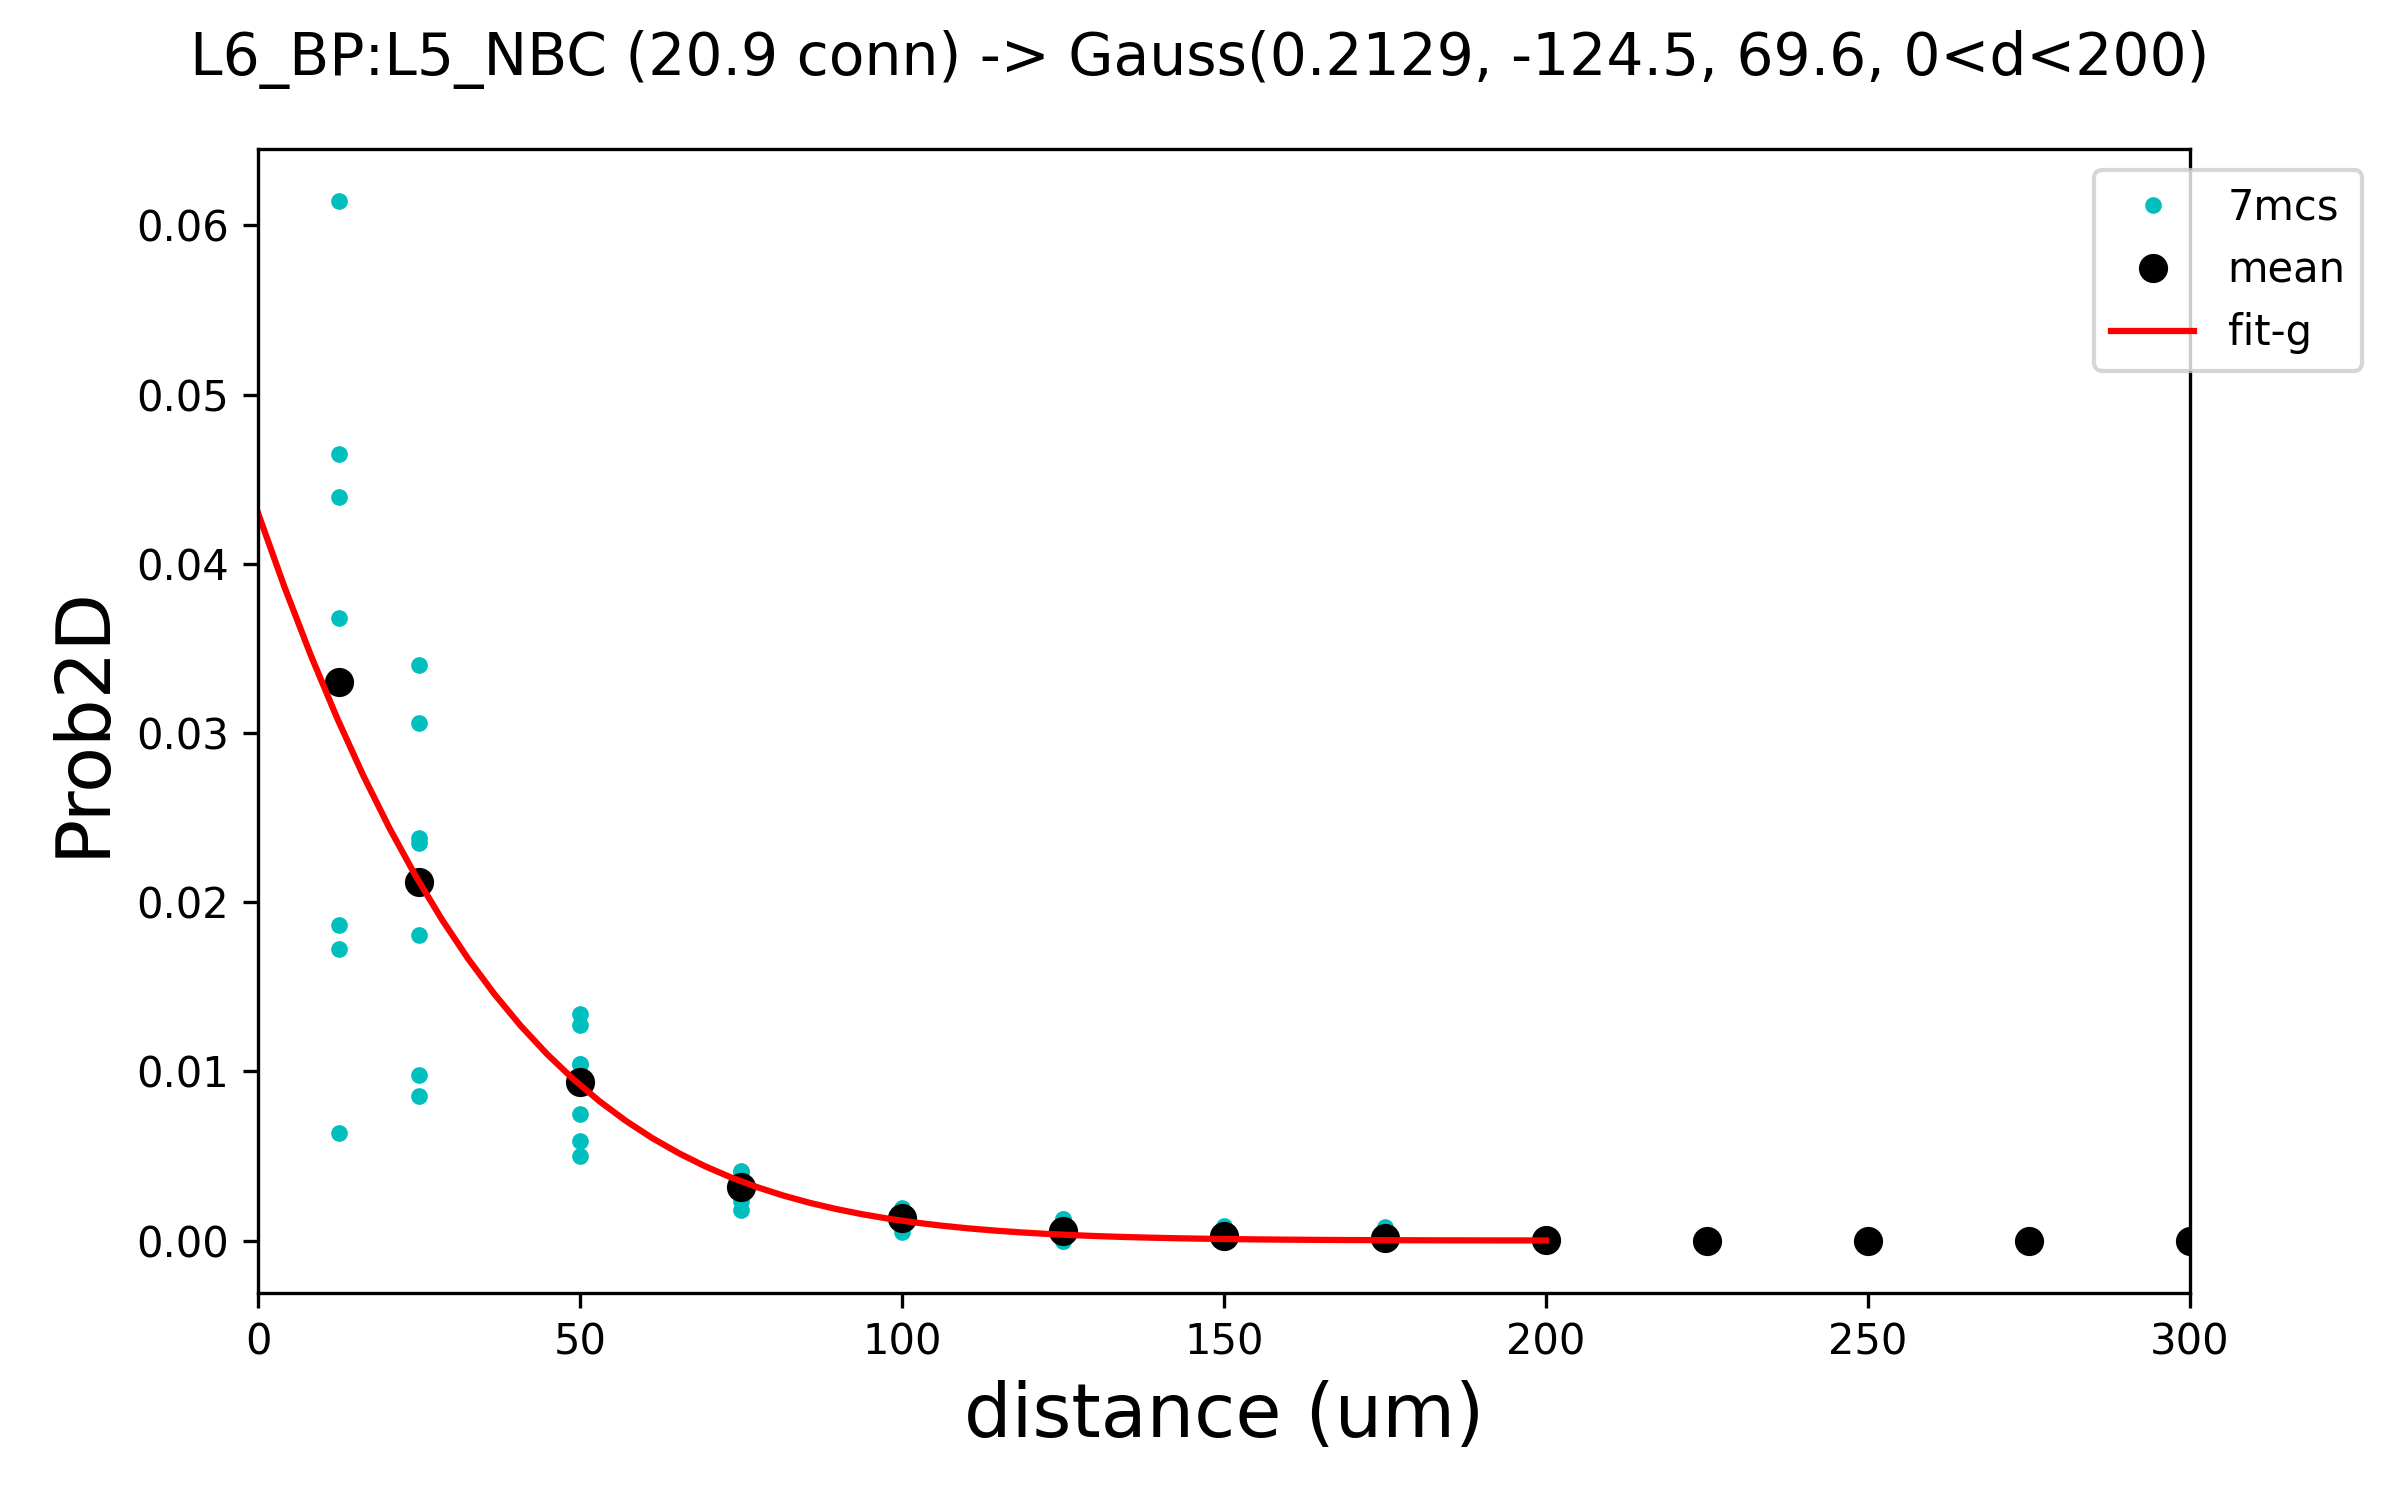 L6_BP:L5_NBC (20.9 conn) -> Gauss(0.2129, -124.5, 69.6, 0<d<200)
7mcs
mean
fit-g
0.06
0.05
0.04
0.03
0.02
0.01
0.00
Prob2D
0 50 100 150 200 250 300
distance (um)